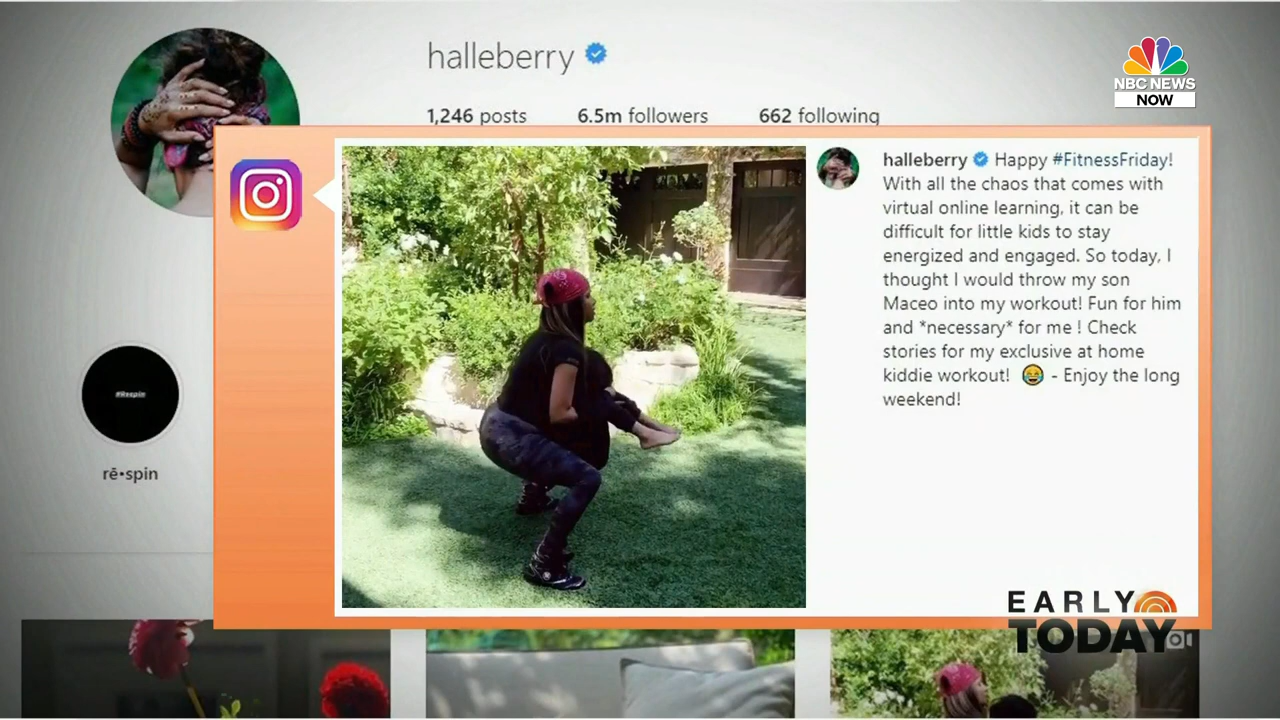 halleberry
NBC NEWS
NOW
1,246 posts 6.5m followers 662 following
halleberry Happy #FitnessFriday!
With all the chaos that comes with
virtual online learning, it can be
difficult for little kids to stay
energized and engaged. So today, I
thought I would throw my son
Maceo into my workout! Fun for him
and *necessary* for me ! Check
stories for my exclusive at home
kiddie workout! 😂 - Enjoy the long
weekend!
#Respin
rē•spin
EARLY
TODAY